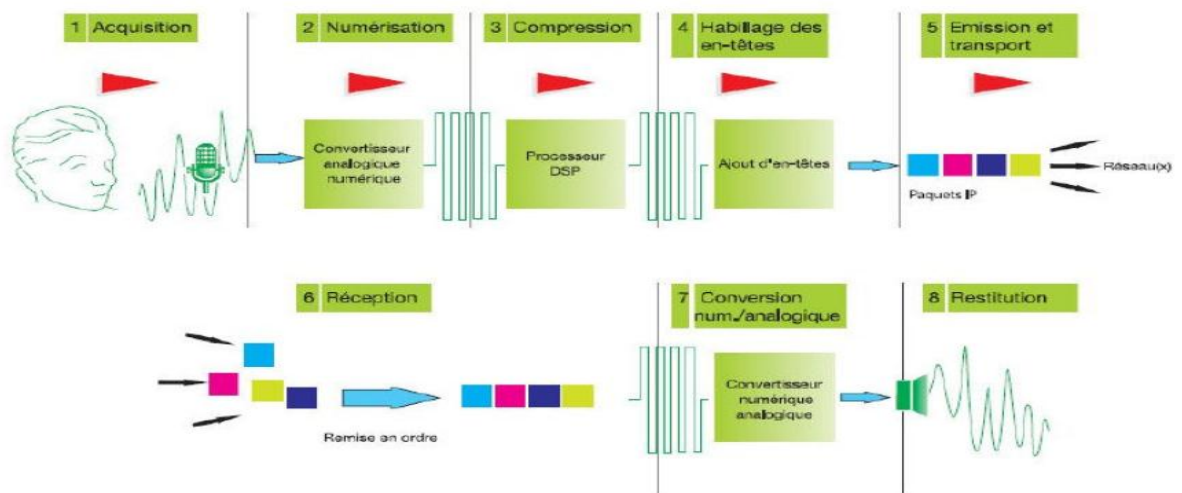 1 Acquisition
2 Numérisation
3 Compression
4 Habillage des
en-têtes
5 Emission et
transport
Convertisseur
analogique
numérique
Processeur
DSP
Ajout d'en-têtes
Paquets IP
Réseau(x)
6 Réception
Remise en ordre
7 Conversion
num./analogique
Convertisseur
numérique
analogique
8 Restitution